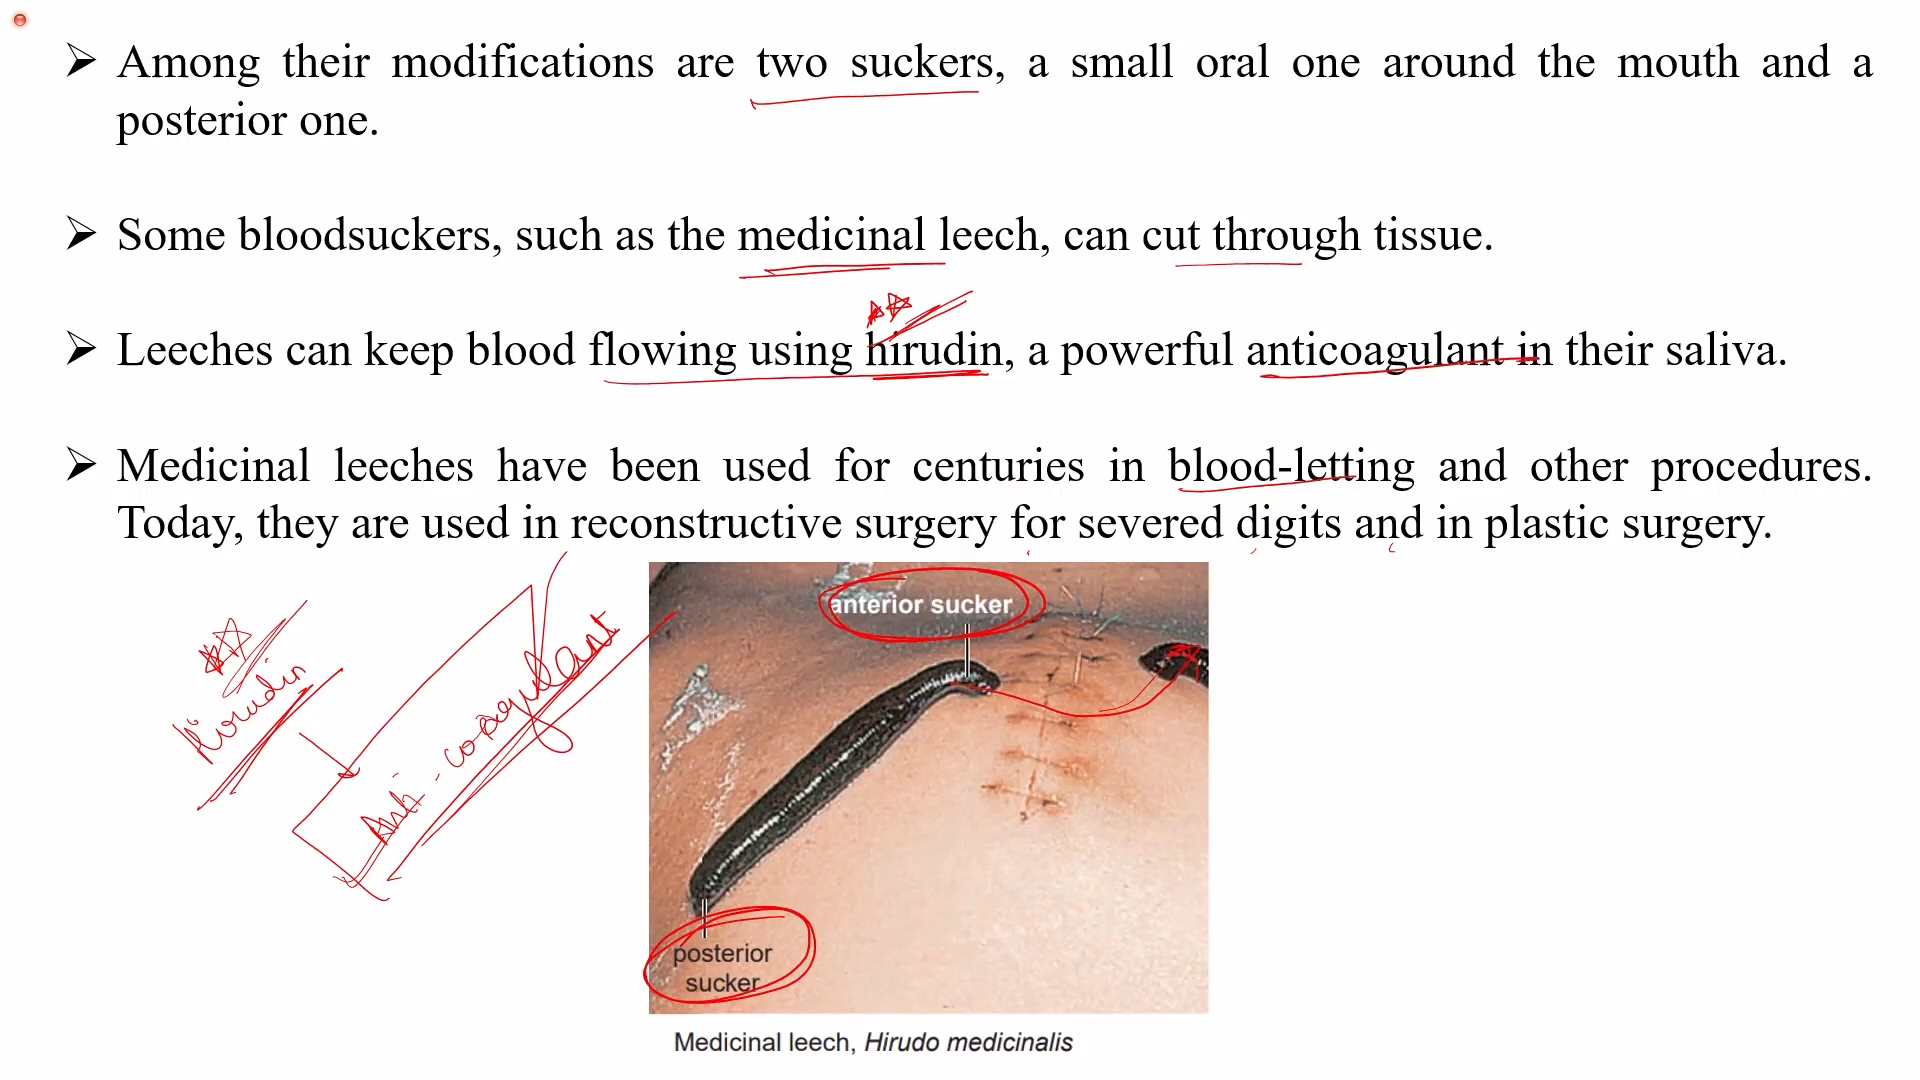 ➢ Among their modifications are two suckers, a small oral one around the mouth and a
posterior one.
➢ Some bloodsuckers, such as the medicinal leech, can cut through tissue.
➢ Leeches can keep blood flowing using hirudin, a powerful anticoagulant in their saliva.
➢ Medicinal leeches have been used for centuries in blood-letting and other procedures.
Today, they are used in reconstructive surgery for severed digits and in plastic surgery.
Hirudin
Anti-coagulant
anterior sucker
posterior
sucker
Medicinal leech, Hirudo medicinalis